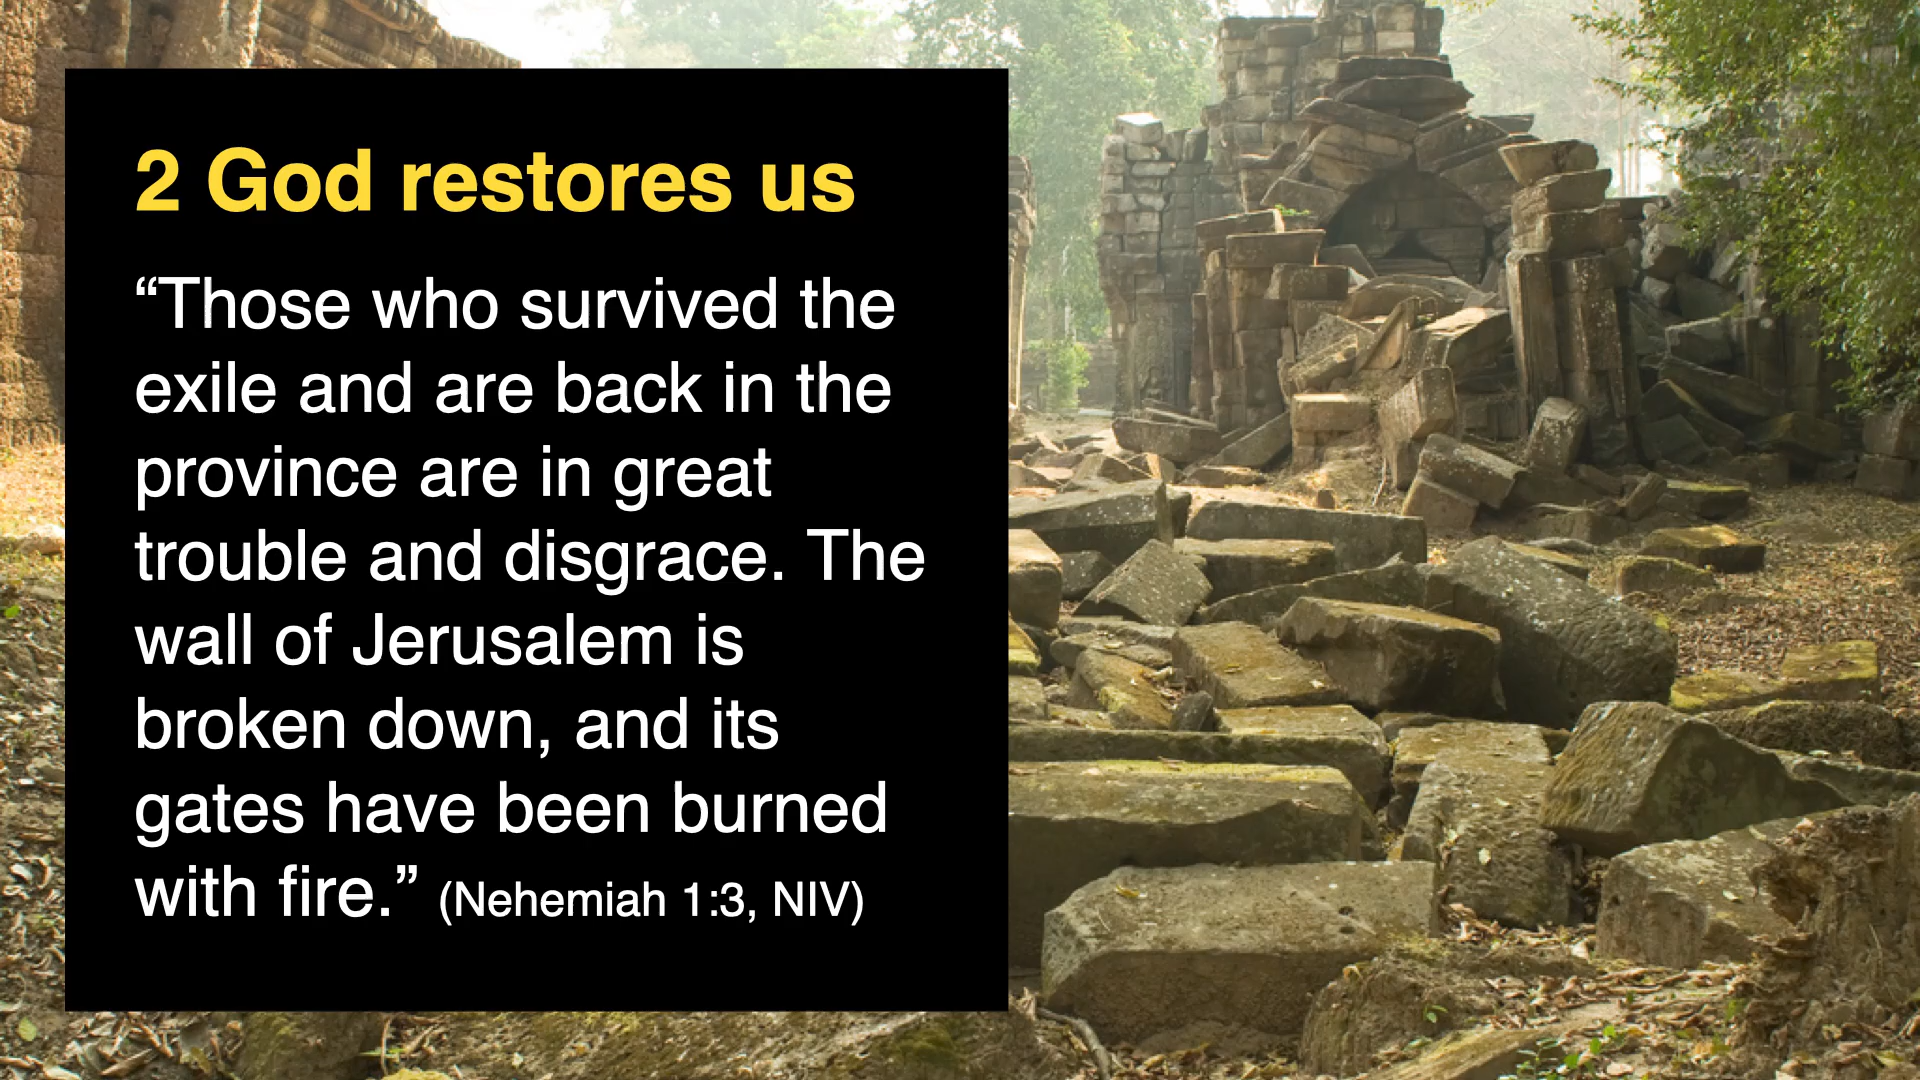 2 God restores us
“Those who survived the
exile and are back in the
province are in great
trouble and disgrace. The
wall of Jerusalem is
broken down, and its
gates have been burned
with fire.” (Nehemiah 1:3, NIV)